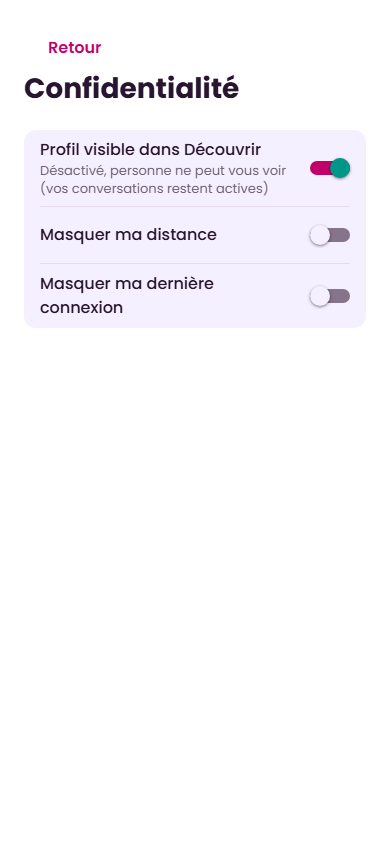 Retour
Confidentialité
Profil visible dans Découvrir
Désactivé, personne ne peut vous voir
(vos conversations restent actives)
Masquer ma distance
Masquer ma dernière
connexion